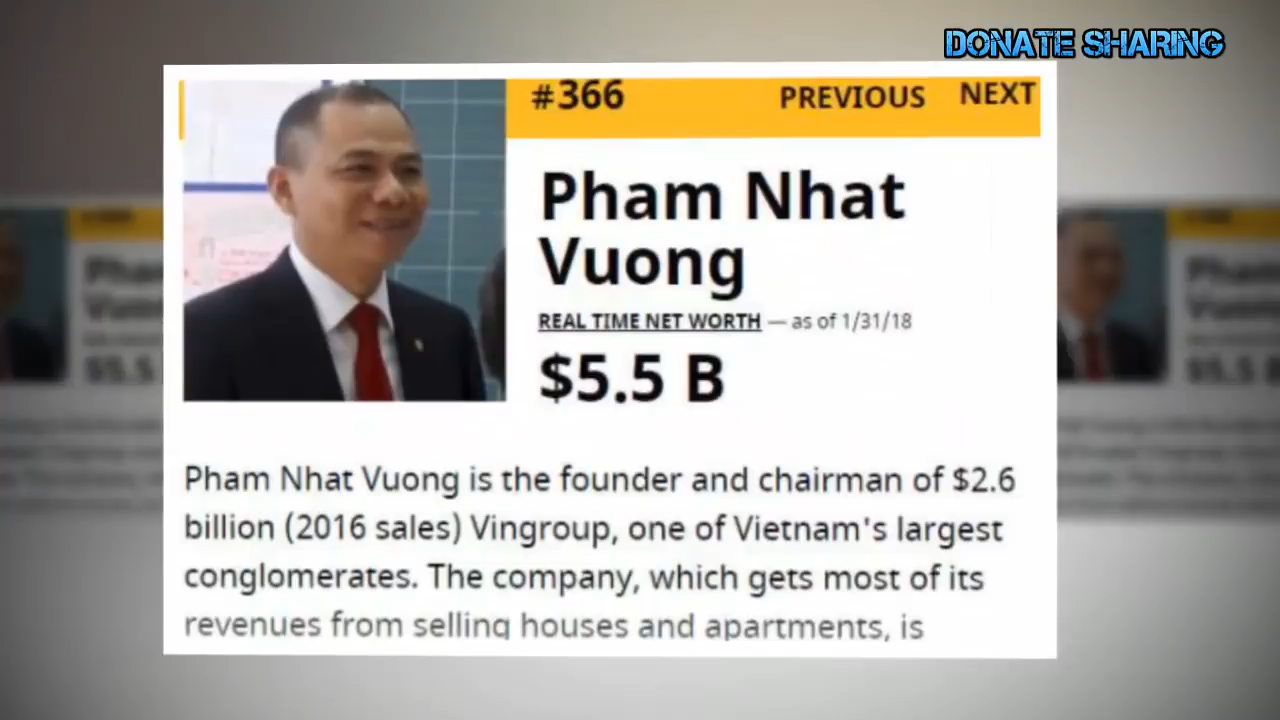 DONATE SHARING
#366 PREVIOUS NEXT
Pham Nhat
Vuong
REAL TIME NET WORTH — as of 1/31/18
$5.5 B
Pham Nhat Vuong is the founder and chairman of $2.6
billion (2016 sales) Vingroup, one of Vietnam's largest
conglomerates. The company, which gets most of its
revenues from selling houses and apartments, is